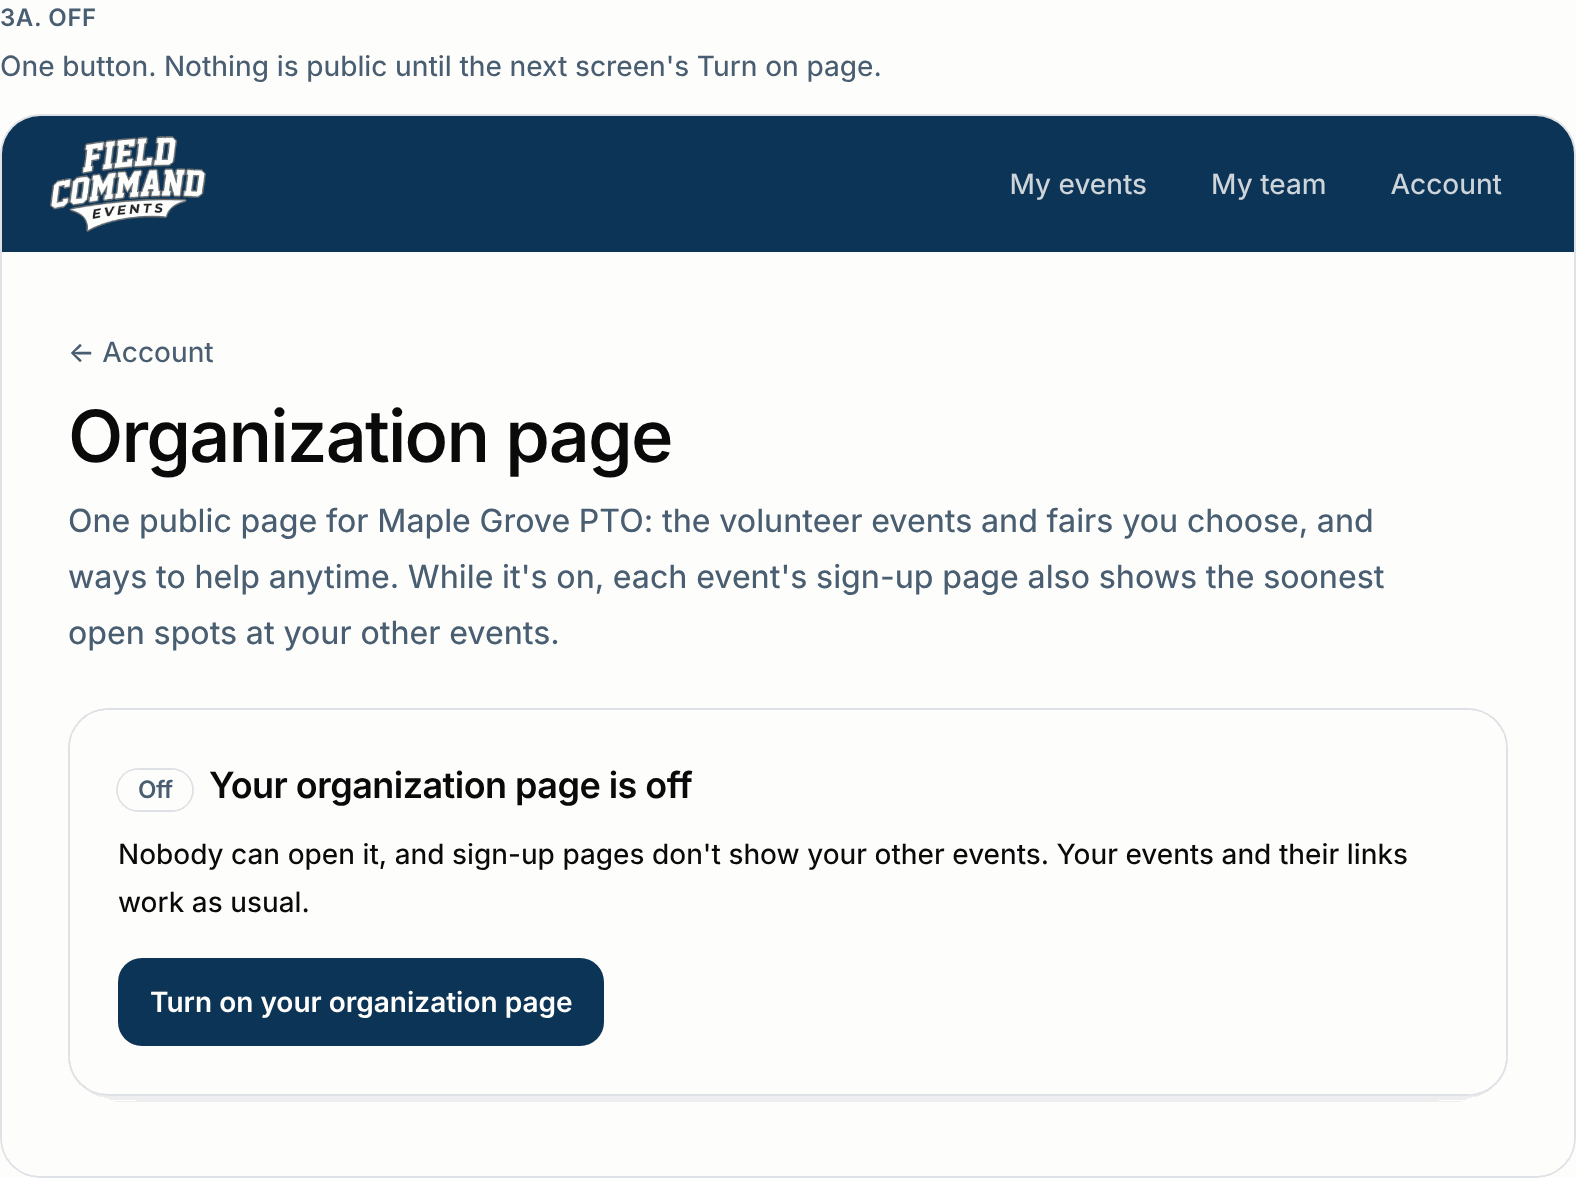 3A. OFF
One button. Nothing is public until the next screen's Turn on page.
FIELD
COMMAND
EVENTS
My events My team Account
← Account
Organization page
One public page for Maple Grove PTO: the volunteer events and fairs you choose, and
ways to help anytime. While it's on, each event's sign-up page also shows the soonest
open spots at your other events.
Off Your organization page is off
Nobody can open it, and sign-up pages don't show your other events. Your events and their links
work as usual.
Turn on your organization page